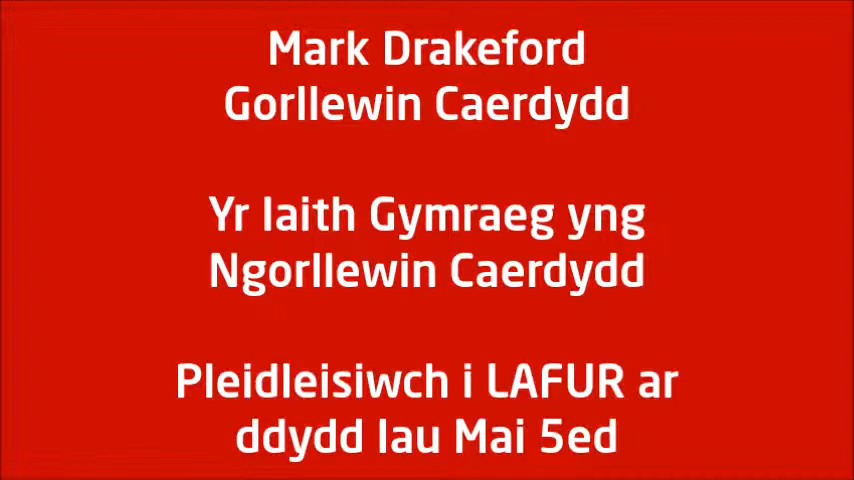 Mark Drakeford
Gorllewin Caerdydd
Yr Iaith Gymraeg yng
Ngorllewin Caerdydd
Pleidleisiwch i LAFUR ar
ddydd Iau Mai 5ed